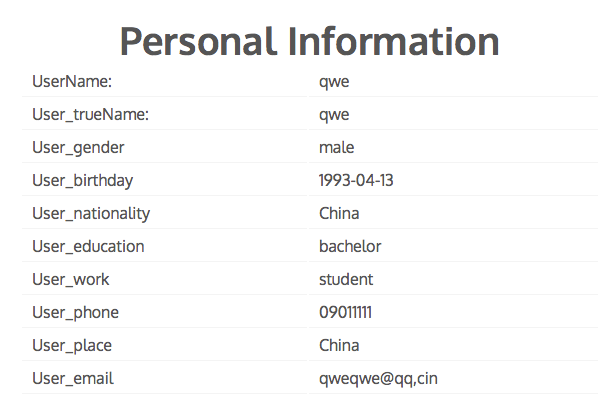 Personal Information
UserName: qwe
User_trueName: qwe
User_gender male
User_birthday 1993-04-13
User_nationality China
User_education bachelor
User_work student
User_phone 09011111
User_place China
User_email qweqwe@qq,cin